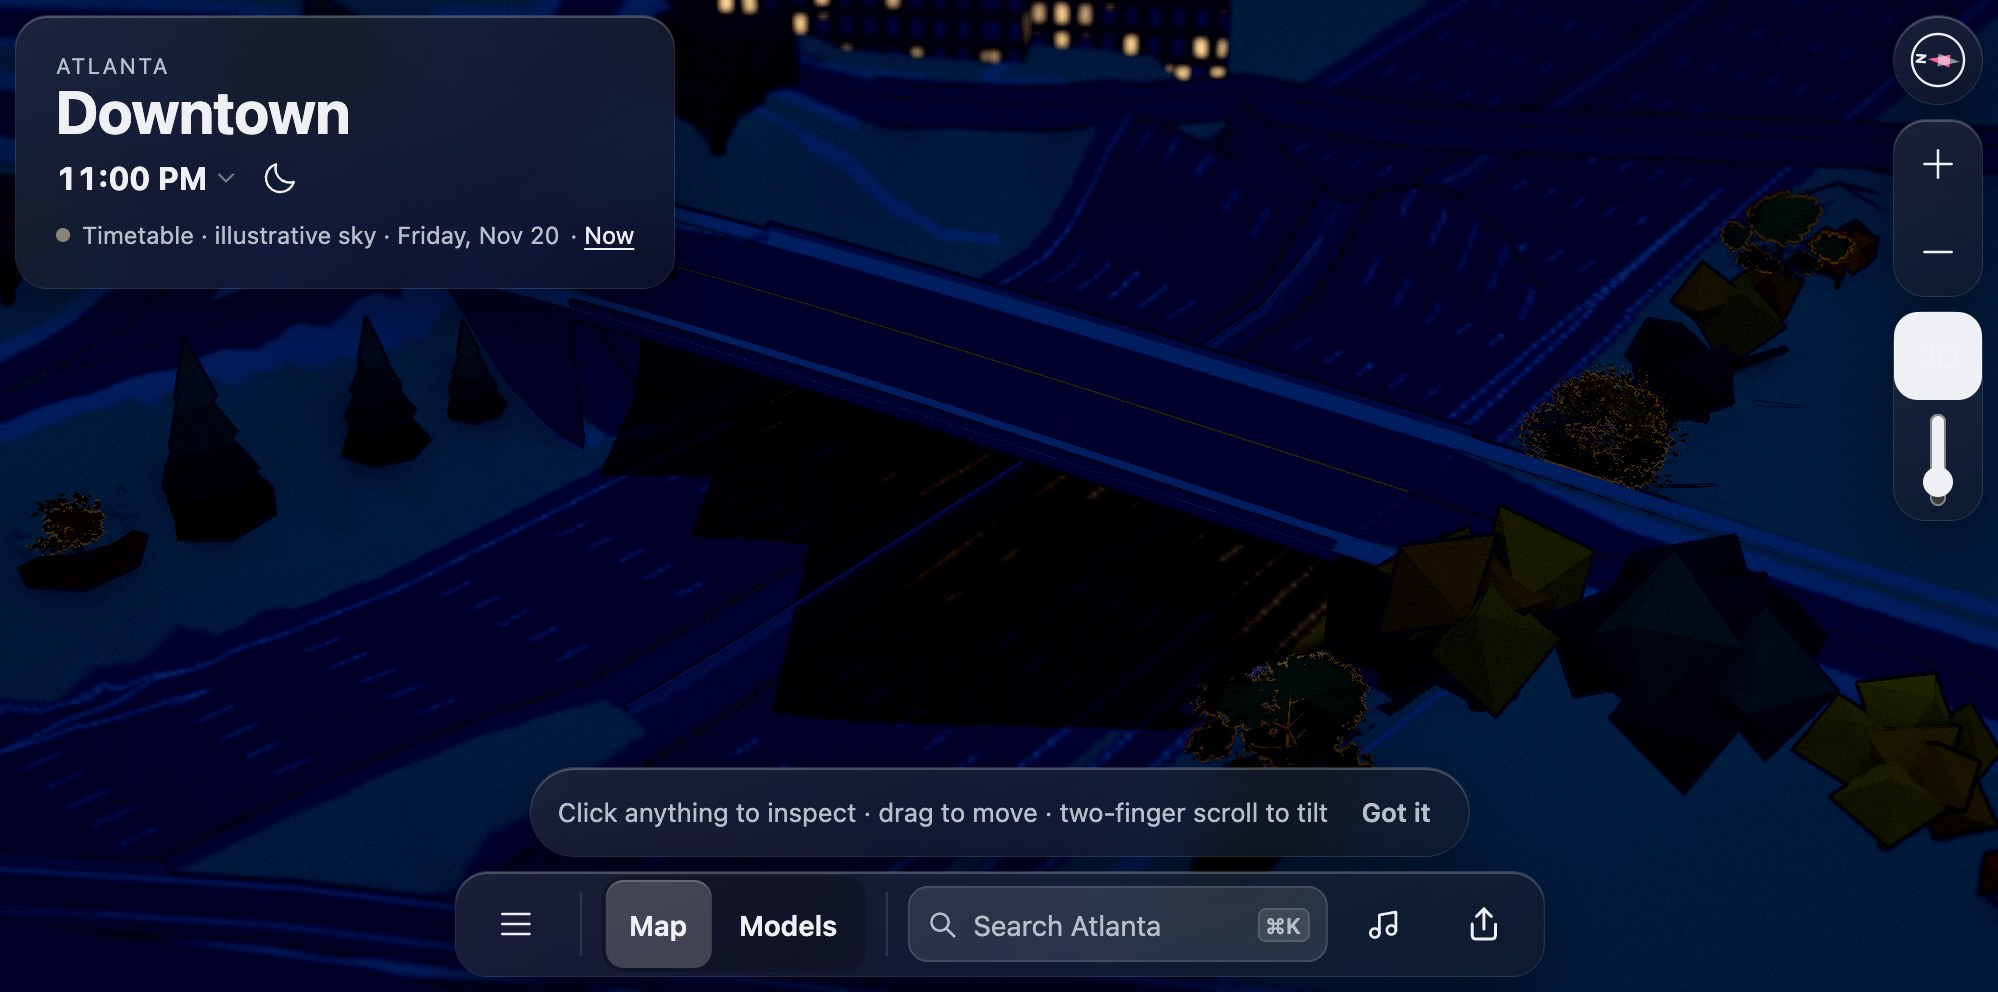 ATLANTA
Downtown
11:00 PM
Timetable · illustrative sky · Friday, Nov 20 · Now
N
3D
Click anything to inspect · drag to move · two-finger scroll to tilt Got it
Map Models Search Atlanta ⌘K